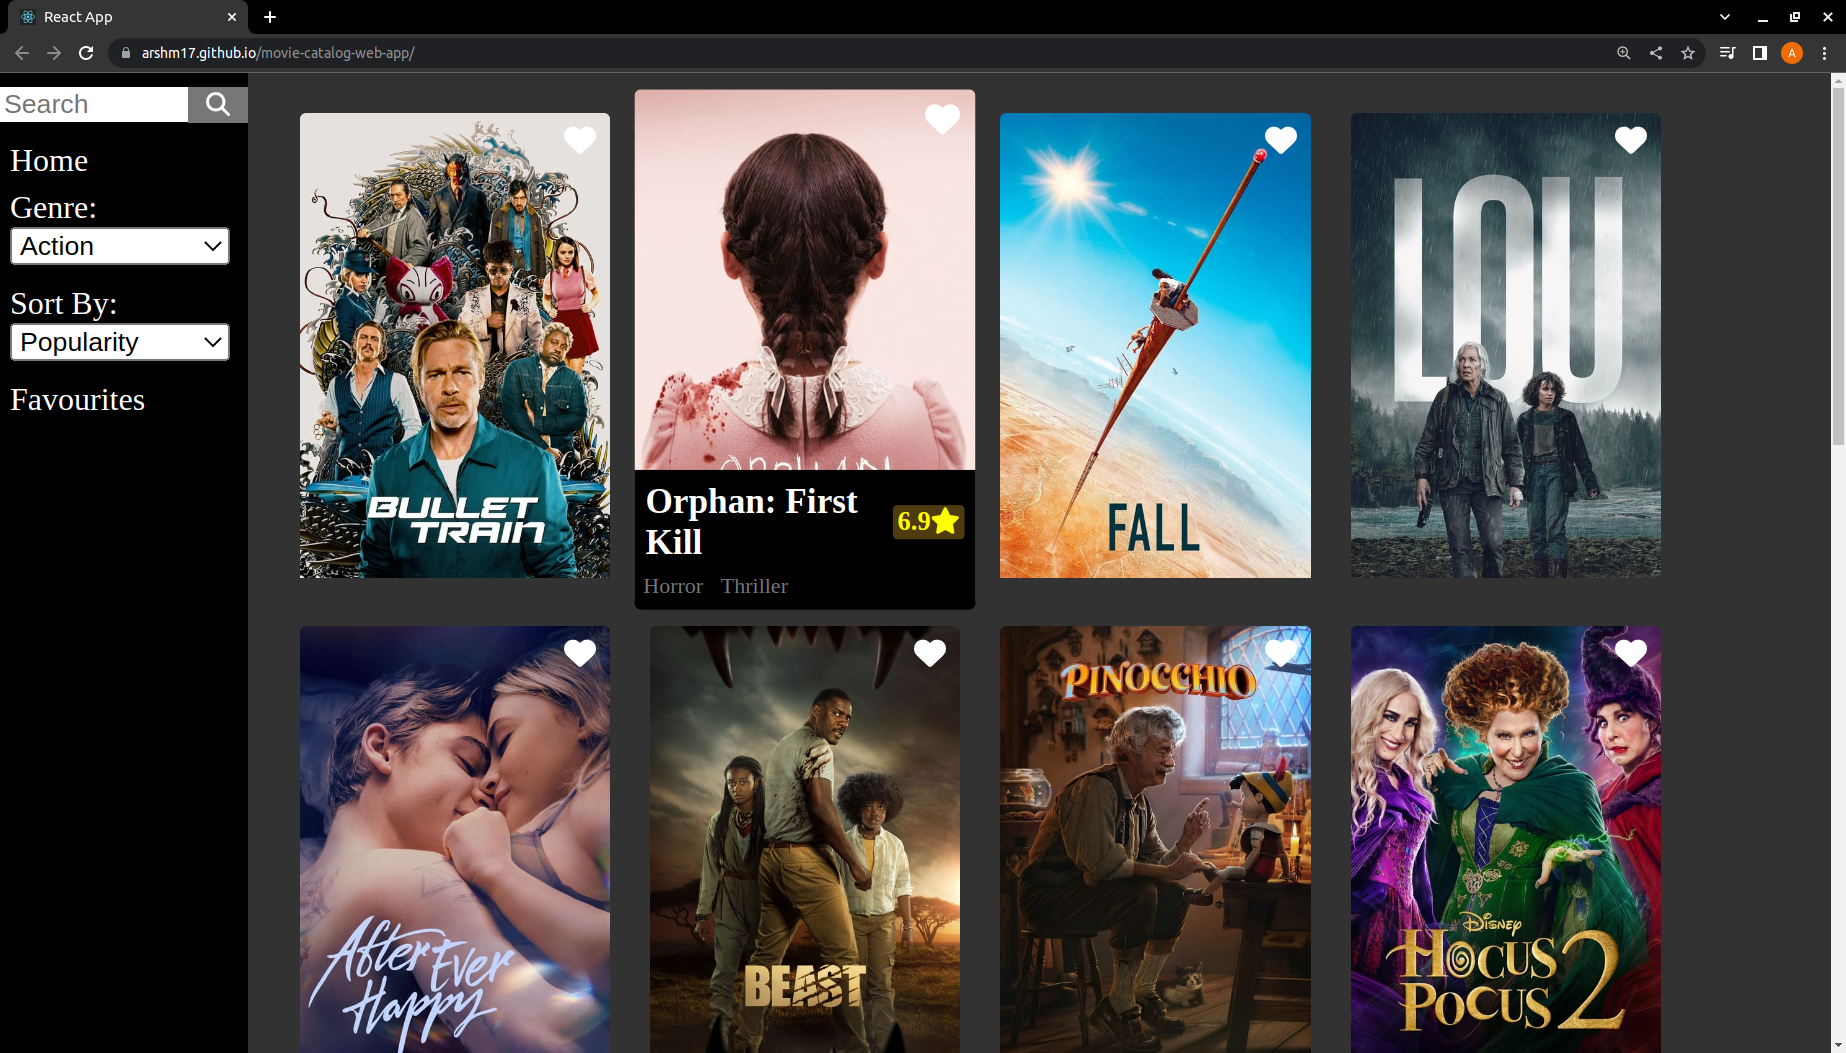 React App
arshm17.github.io/movie-catalog-web-app/
A
Search
Home
Genre:
Action
Sort By:
Popularity
Favourites
BULLET
TRAIN
ORPHAN
Orphan: First
Kill
6.9
Horror Thriller
FALL
LOU
After Ever
Happy
BEAST
PINOCCHIO
Disney
HOCUS
POCUS 2